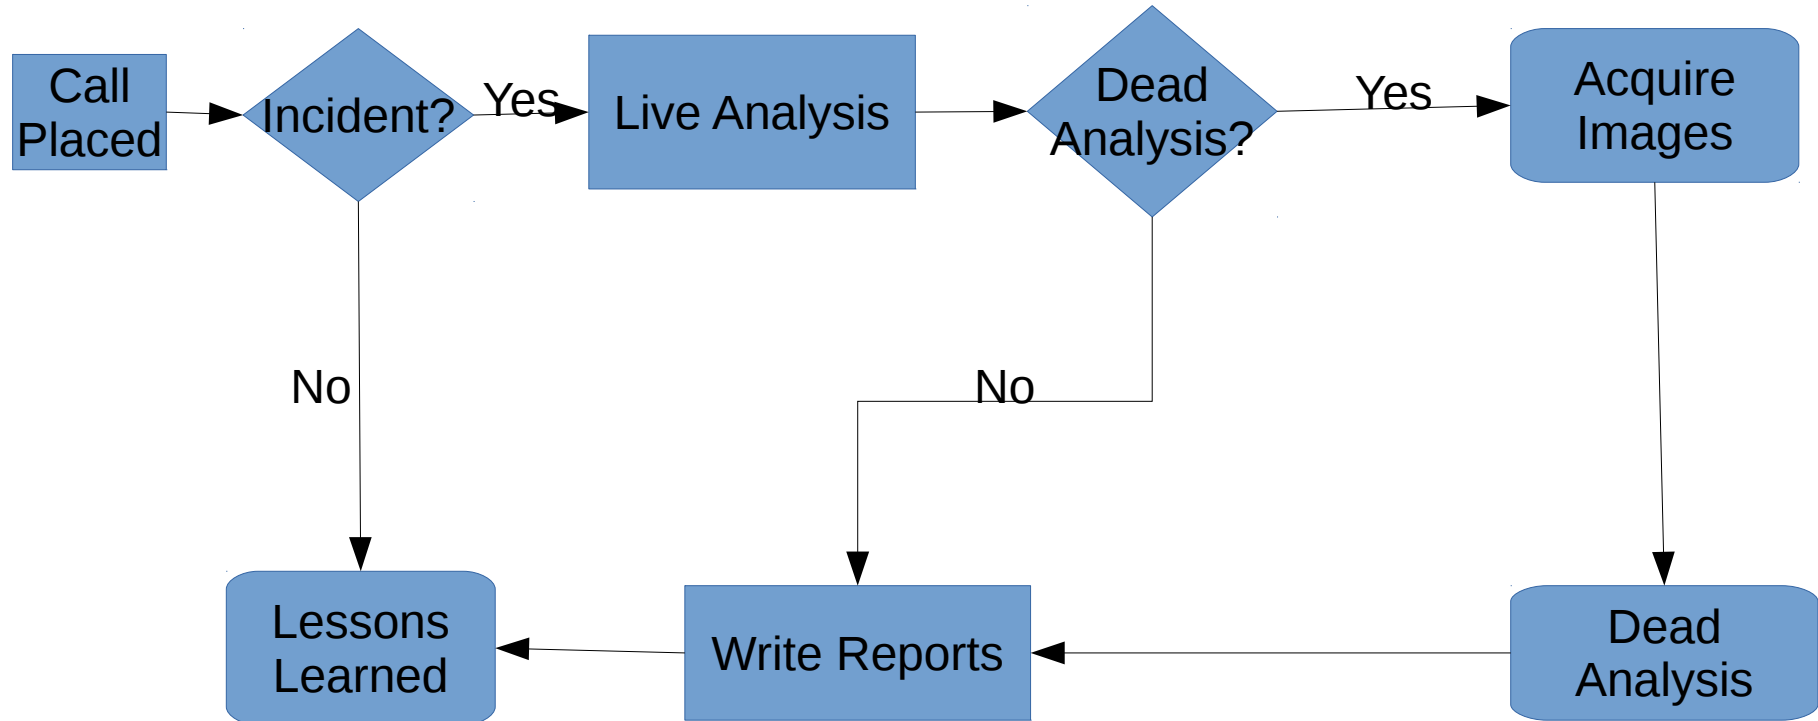 Call
Placed
Incident?
Yes
Live Analysis
Dead
Analysis?
Yes
Acquire
Images
No
No
Lessons
Learned
Write Reports
Dead
Analysis